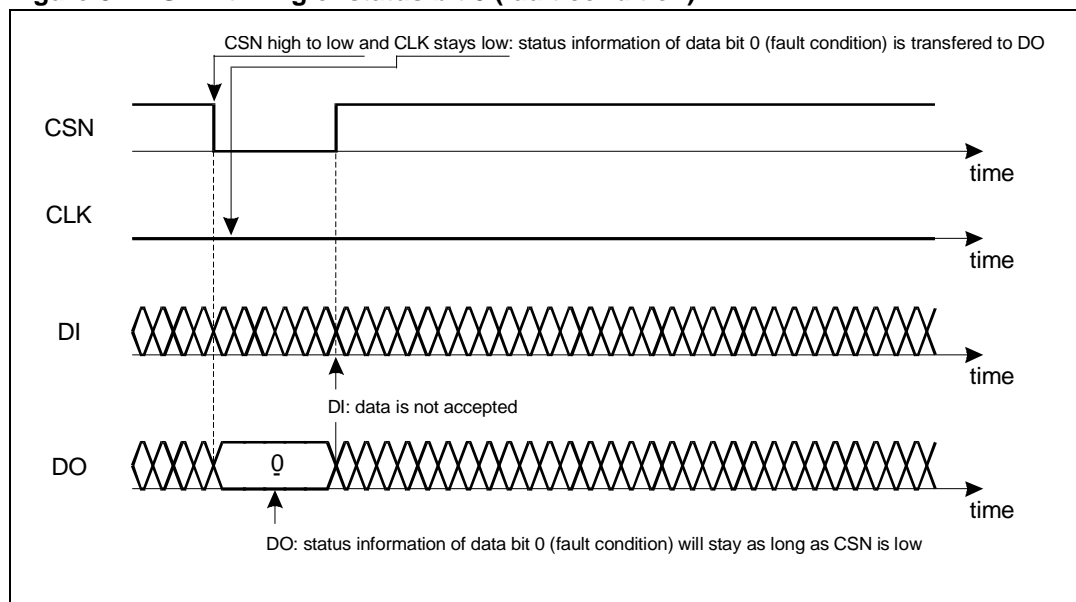 CSN high to low and CLK stays low: status information of data bit 0 (fault condition) is transfered to DO
CSN
time
CLK
time
DI
time
DI: data is not accepted
DO
0
time
DO: status information of data bit 0 (fault condition) will stay as long as CSN is low